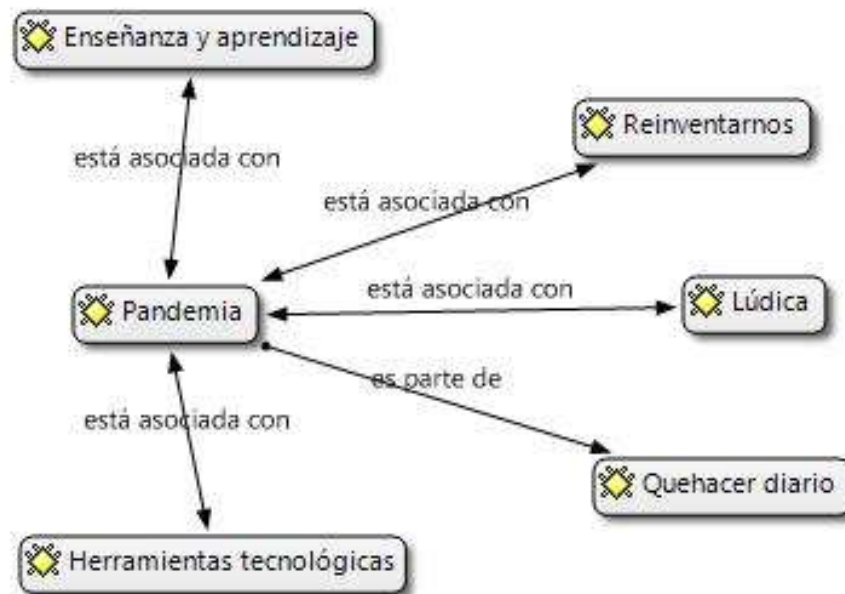 Enseñanza y aprendizaje
Reinventarnos
está asociada con
está asociada con
está asociada con
Lúdica
Pandemia
es parte de
está asociada con
Quehacer diario
Herramientas tecnológicas